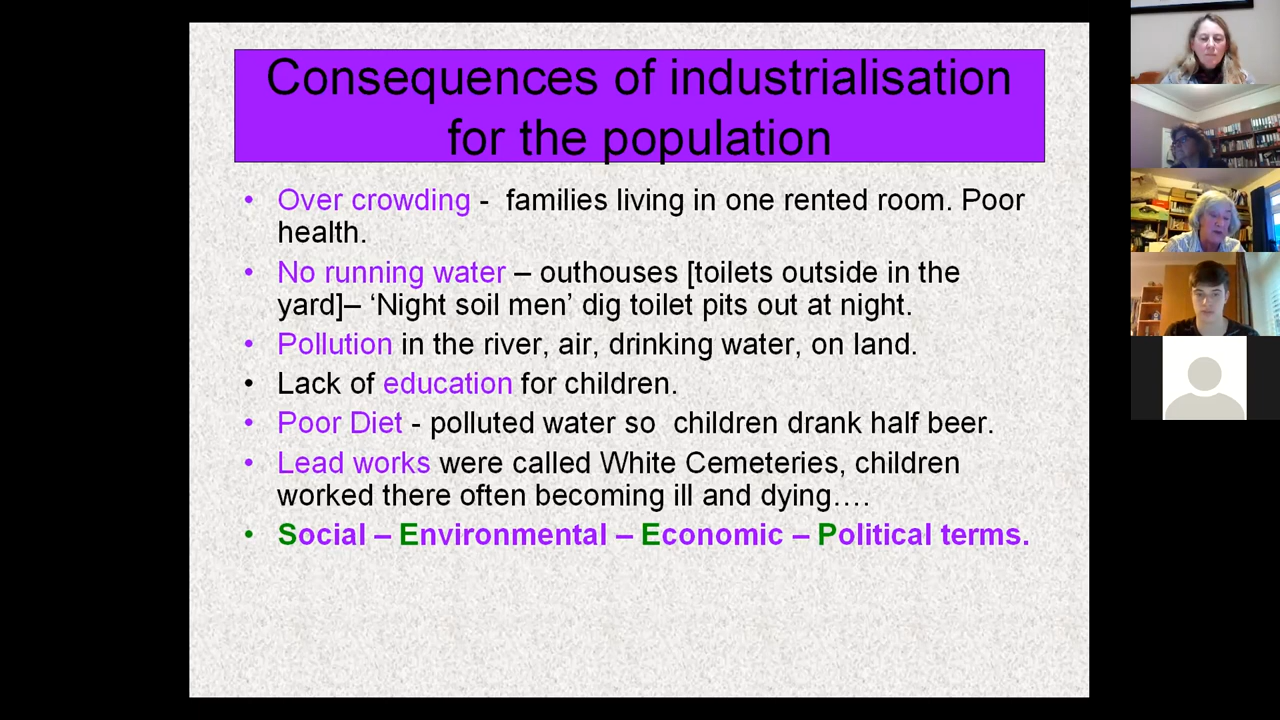 Consequences of industrialisation
for the population
• Over crowding -  families living in one rented room. Poor
health.
• No running water – outhouses [toilets outside in the
yard]– ‘Night soil men’ dig toilet pits out at night.
• Pollution in the river, air, drinking water, on land.
• Lack of education for children.
• Poor Diet - polluted water so  children drank half beer.
• Lead works were called White Cemeteries, children
worked there often becoming ill and dying….
• Social – Environmental – Economic – Political terms.